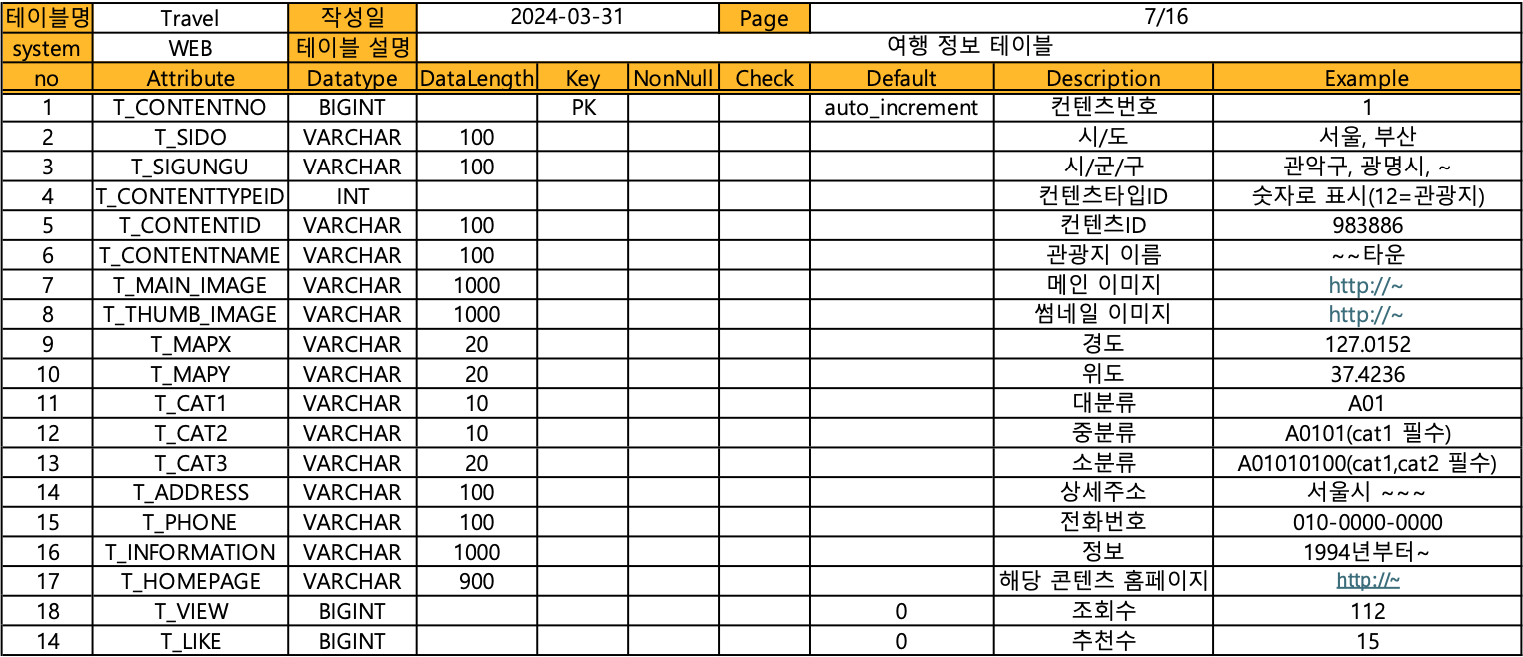 테이블명 Travel 작성일 2024-03-31 Page 7/16
system WEB 테이블 설명 여행 정보 테이블
no Attribute Datatype DataLength Key NonNull Check Default Description Example
1 T_CONTENTNO BIGINT PK auto_increment 컨텐츠번호 1
2 T_SIDO VARCHAR 100 시/도 서울, 부산
3 T_SIGUNGU VARCHAR 100 시/군/구 관악구, 광명시, ~
4 T_CONTENTTYPEID INT 컨텐츠타입ID 숫자로 표시(12=관광지)
5 T_CONTENTID VARCHAR 100 컨텐츠ID 983886
6 T_CONTENTNAME VARCHAR 100 관광지 이름 ~~타운
7 T_MAIN_IMAGE VARCHAR 1000 메인 이미지 http://~
8 T_THUMB_IMAGE VARCHAR 1000 썸네일 이미지 http://~
9 T_MAPX VARCHAR 20 경도 127.0152
10 T_MAPY VARCHAR 20 위도 37.4236
11 T_CAT1 VARCHAR 10 대분류 A01
12 T_CAT2 VARCHAR 10 중분류 A0101(cat1 필수)
13 T_CAT3 VARCHAR 20 소분류 A01010100(cat1,cat2 필수)
14 T_ADDRESS VARCHAR 100 상세주소 서울시 ~~~
15 T_PHONE VARCHAR 100 전화번호 010-0000-0000
16 T_INFORMATION VARCHAR 1000 정보 1994년부터~
17 T_HOMEPAGE VARCHAR 900 해당 콘텐츠 홈페이지 http://~
18 T_VIEW BIGINT 0 조회수 112
14 T_LIKE BIGINT 0 추천수 15